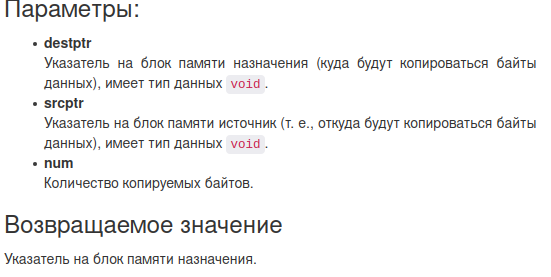 Параметры:
• destptr
Указатель на блок памяти назначения (куда будут копироваться байты
данных), имеет тип данных void.
• srcptr
Указатель на блок памяти источник (т. е., откуда будут копироваться байты
данных), имеет тип данных void.
• num
Количество копируемых байтов.
Возвращаемое значение
Указатель на блок памяти назначения.